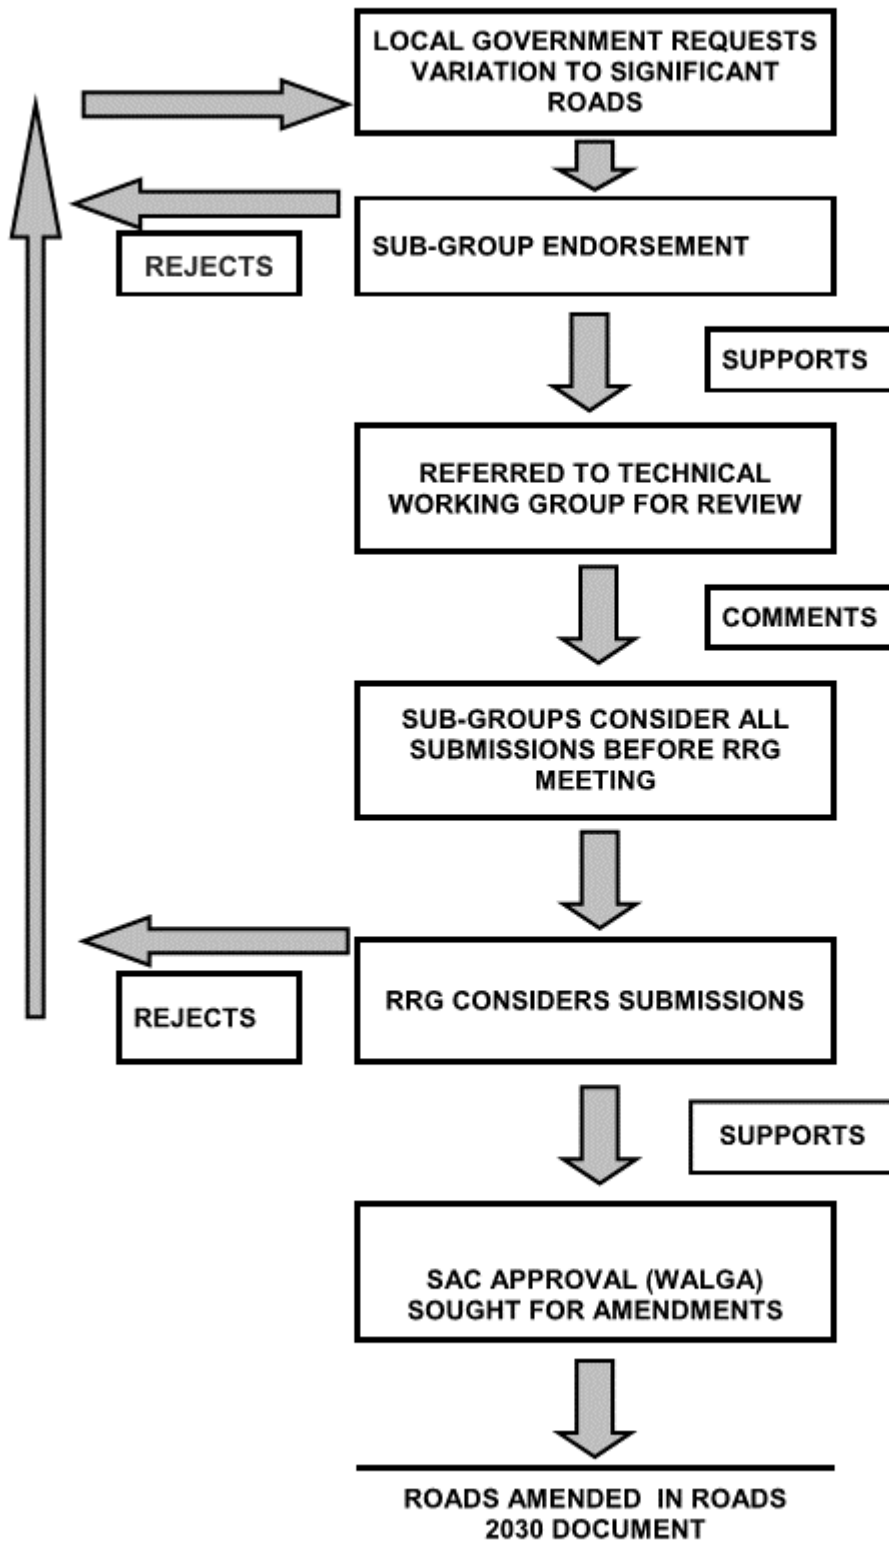 LOCAL GOVERNMENT REQUESTS
VARIATION TO SIGNIFICANT
ROADS
SUB-GROUP ENDORSEMENT
REJECTS
SUPPORTS
REFERRED TO TECHNICAL
WORKING GROUP FOR REVIEW
COMMENTS
SUB-GROUPS CONSIDER ALL
SUBMISSIONS BEFORE RRG
MEETING
RRG CONSIDERS SUBMISSIONS
REJECTS
SUPPORTS
SAC APPROVAL (WALGA)
SOUGHT FOR AMENDMENTS
ROADS AMENDED IN ROADS
2030 DOCUMENT